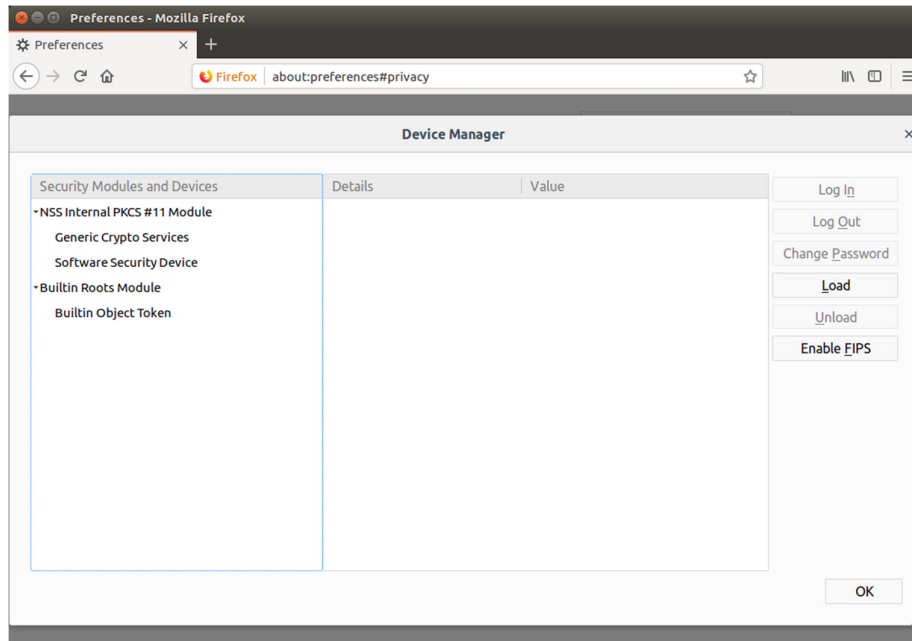 Preferences - Mozilla Firefox
Preferences
Firefox about:preferences#privacy
Device Manager
Security Modules and Devices Details Value
NSS Internal PKCS #11 Module
Generic Crypto Services
Software Security Device
Builtin Roots Module
Builtin Object Token
Log In
Log Out
Change Password
Load
Unload
Enable FIPS
OK